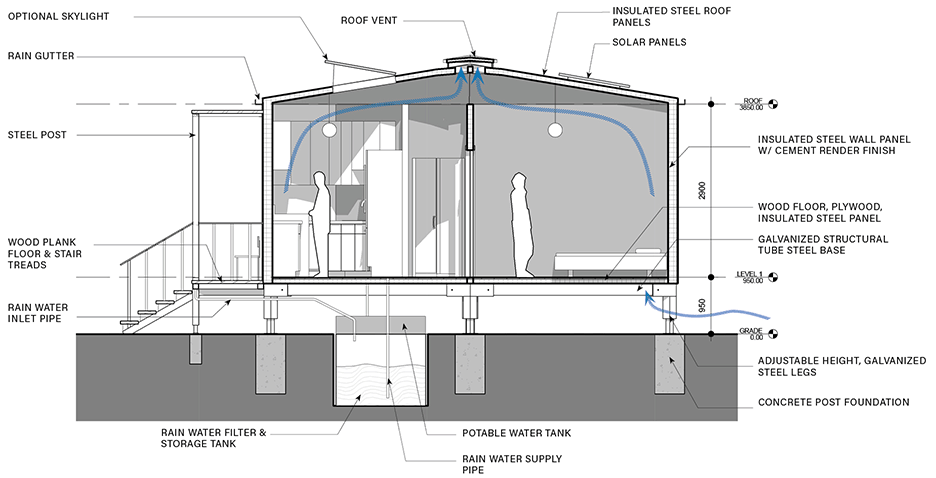 OPTIONAL SKYLIGHT
ROOF VENT
INSULATED STEEL ROOF
PANELS
SOLAR PANELS
RAIN GUTTER
ROOF
3850.00
STEEL POST
INSULATED STEEL WALL PANEL
W/ CEMENT RENDER FINISH
2900
WOOD FLOOR, PLYWOOD,
INSULATED STEEL PANEL
WOOD PLANK
FLOOR & STAIR
TREADS
GALVANIZED STRUCTURAL
TUBE STEEL BASE
LEVEL 1
950.00
RAIN WATER
INLET PIPE
950
GRADE
0.00
ADJUSTABLE HEIGHT, GALVANIZED
STEEL LEGS
CONCRETE POST FOUNDATION
RAIN WATER FILTER &
STORAGE TANK
POTABLE WATER TANK
RAIN WATER SUPPLY
PIPE